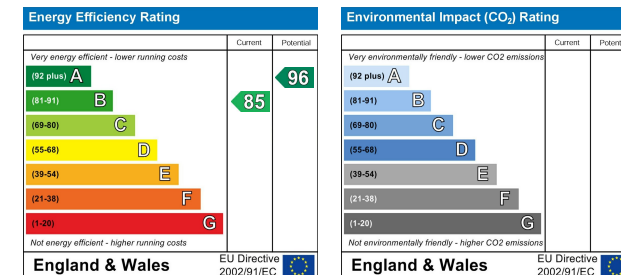 Energy Efficiency Rating
Current Potential
Very energy efficient - lower running costs
(92 plus) A
96
(81-91) B
85
(69-80) C
(55-68) D
(39-54) E
(21-38) F
(1-20) G
Not energy efficient - higher running costs
England & Wales
EU Directive
2002/91/EC
Environmental Impact (CO₂) Rating
Current Potent
Very environmentally friendly - lower CO2 emissions
(92 plus) A
(81-91) B
(69-80) C
(55-68) D
(39-54) E
(21-38) F
(1-20) G
Not environmentally friendly - higher CO2 emissions
England & Wales
EU Directive
2002/91/EC